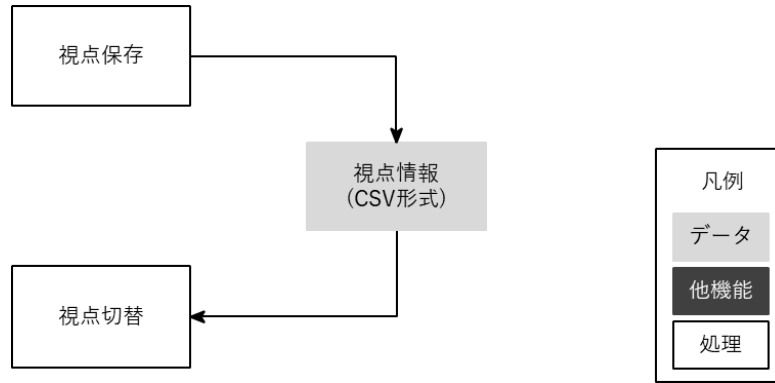 視点保存
視点情報
（CSV形式）
視点切替
凡例
データ
他機能
処理